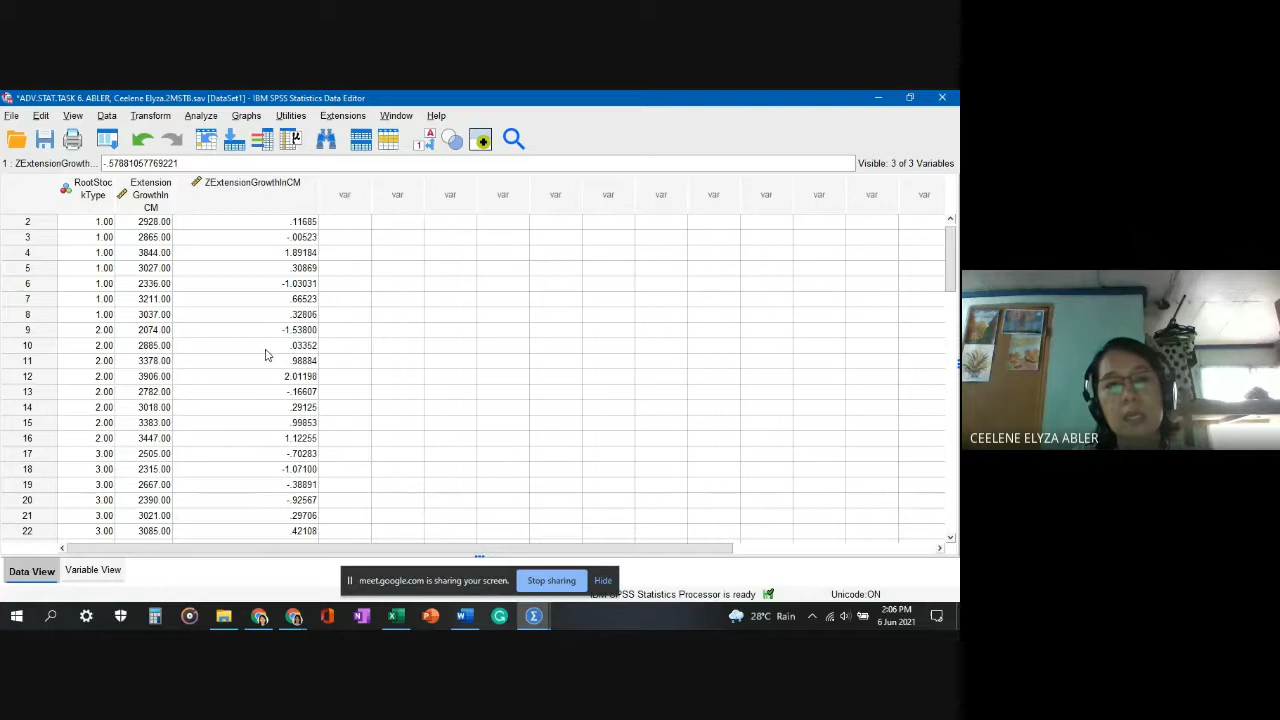 *ADV.STAT.TASK 6. ABLER, Ceelene Elyza.2MSTB.sav [DataSet1] - IBM SPSS Statistics Data Editor
File Edit View Data Transform Analyze Graphs Utilities Extensions Window Help
1 : ZExtensionGrowth... -.57881057769221 Visible: 3 of 3 Variables
RootStoc kType Extension GrowthIn CM ZExtensionGrowthInCM var var var var var var var var var var var var
2 1.00 2928.00 .11685
3 1.00 2865.00 -.00523
4 1.00 3844.00 1.89184
5 1.00 3027.00 .30869
6 1.00 2336.00 -1.03031
7 1.00 3211.00 .66523
8 1.00 3037.00 .32806
9 2.00 2074.00 -1.53800
10 2.00 2885.00 .03352
11 2.00 3378.00 .98884
12 2.00 3906.00 2.01198
13 2.00 2782.00 -.16607
14 2.00 3018.00 .29125
15 2.00 3383.00 .99853
16 2.00 3447.00 1.12255
17 3.00 2505.00 -.70283
18 3.00 2315.00 -1.07100
19 3.00 2667.00 -.38891
20 3.00 2390.00 -.92567
21 3.00 3021.00 .29706
22 3.00 3085.00 .42108
Data View Variable View
meet.google.com is sharing your screen. Stop sharing Hide
IBM SPSS Statistics Processor is ready Unicode:ON
28°C Rain 2:06 PM
6 Jun 2021
CEELENE ELYZA ABLER